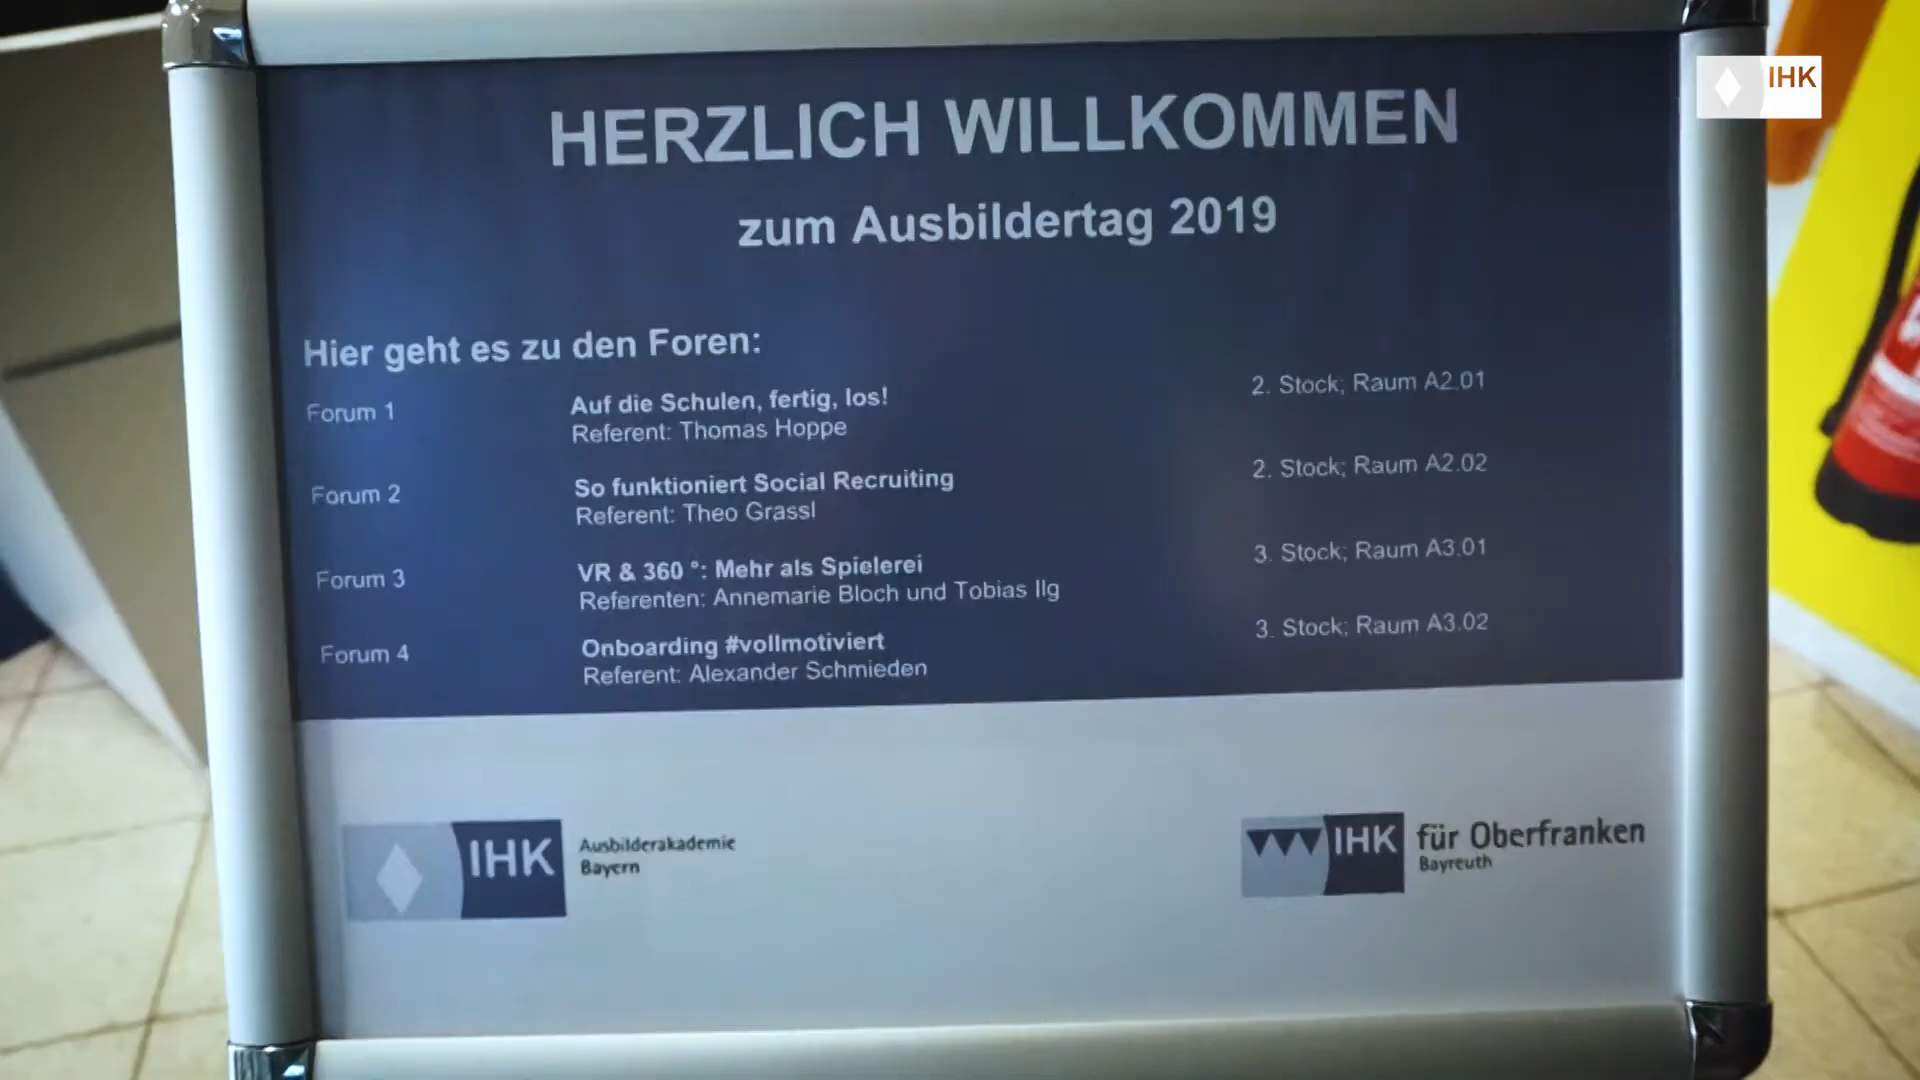 HERZLICH WILLKOMMEN
zum Ausbildertag 2019
Hier geht es zu den Foren:
Forum 1
Auf die Schulen, fertig, los!
Referent: Thomas Hoppe
2. Stock; Raum A2.01
Forum 2
So funktioniert Social Recruiting
Referent: Theo Grassl
2. Stock; Raum A2.02
Forum 3
VR & 360 °: Mehr als Spielerei
Referenten: Annemarie Bloch und Tobias Ilg
3. Stock; Raum A3.01
Forum 4
Onboarding #vollmotiviert
Referent: Alexander Schmieden
3. Stock; Raum A3.02
IHK
Ausbilderakademie
Bayern
IHK
für Oberfranken
Bayreuth
IHK